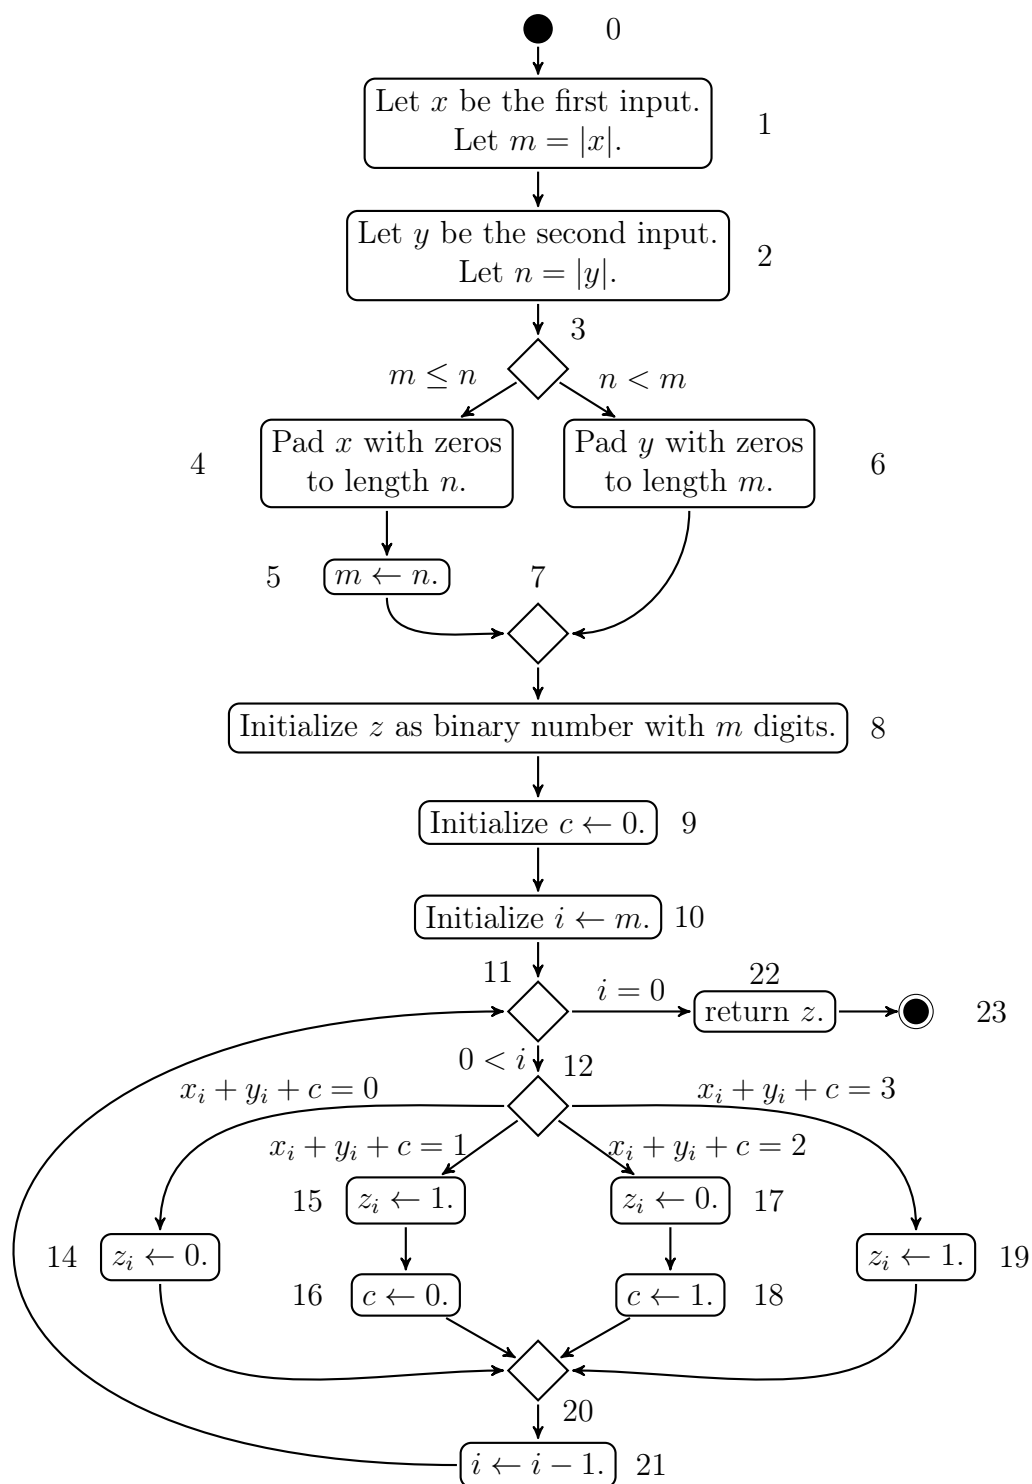 0
Let x be the first input.
Let m = |x|.
1
Let y be the second input.
Let n = |y|.
2
3
m ≤ n
n < m
4
Pad x with zeros
to length n.
Pad y with zeros
to length m.
6
5
m ← n.
7
Initialize z as binary number with m digits.
8
Initialize c ← 0.
9
Initialize i ← m.
10
11
i = 0
22
return z.
23
0 < i
12
x_i + y_i + c = 0
x_i + y_i + c = 3
x_i + y_i + c = 1
x_i + y_i + c = 2
15
z_i ← 1.
z_i ← 0.
17
14
z_i ← 0.
z_i ← 1.
19
16
c ← 0.
c ← 1.
18
20
i ← i − 1.
21